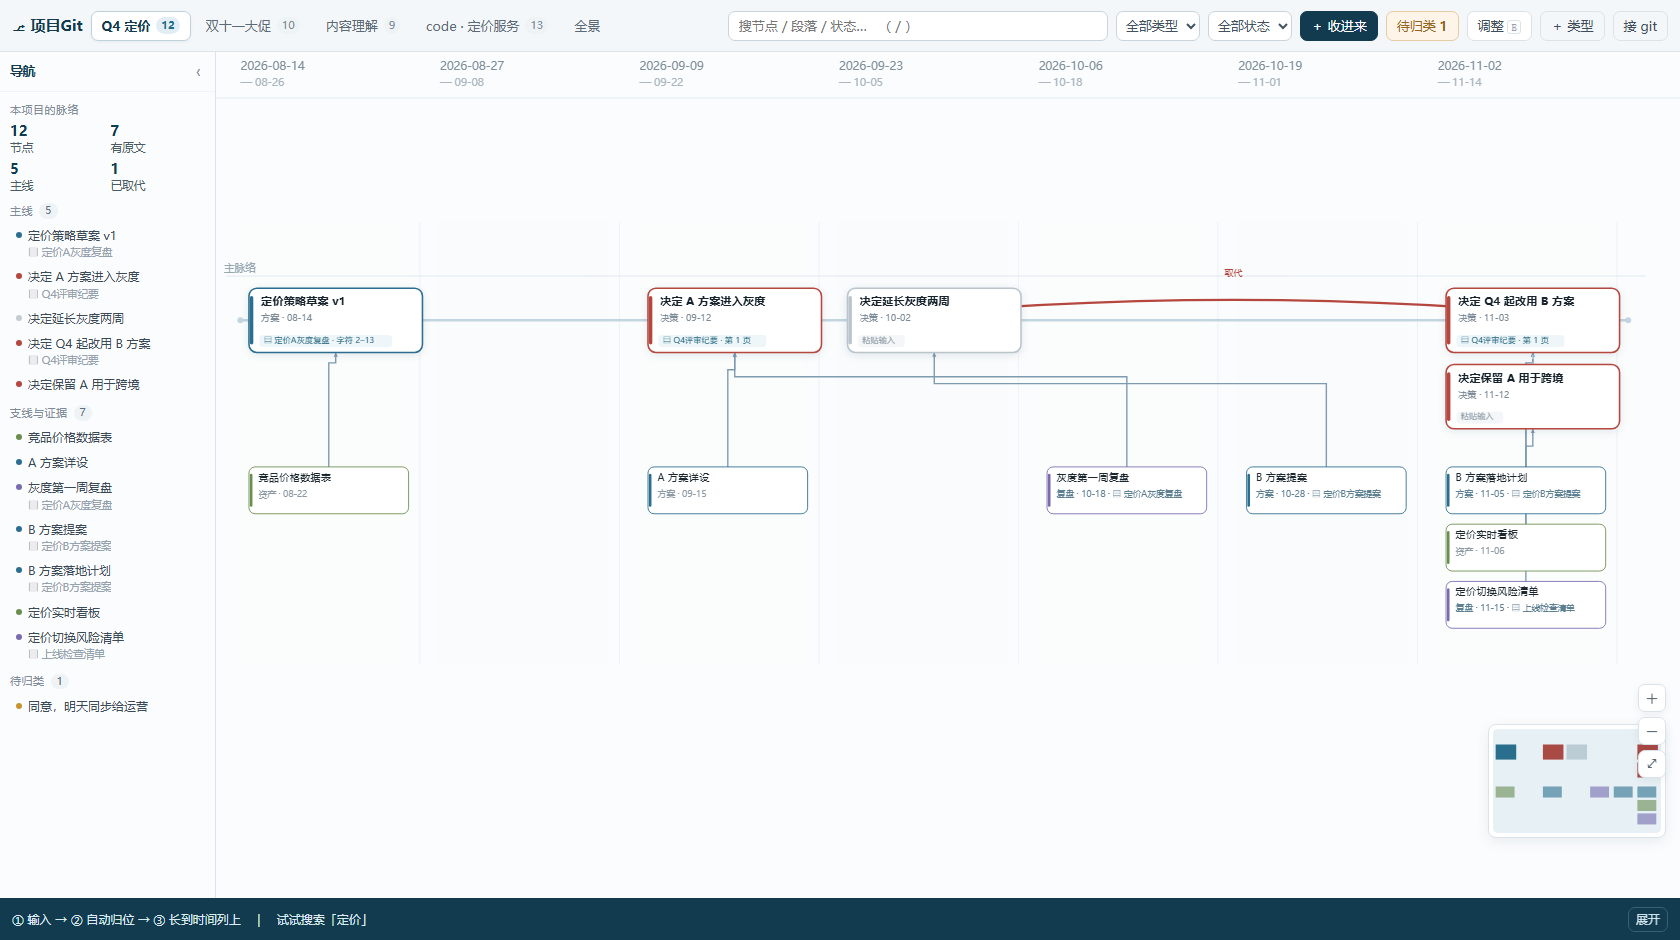 项目Git
Q4 定价 12
双十一大促 10
内容理解 9
code · 定价服务 13
全景
搜节点 / 段落 / 状态… （ / ）
全部类型
全部状态
+ 收进来
待归类 1
调整
+ 类型
接 git
导航 ‹
本项目的脉络
12
节点
7
有原文
5
主线
1
已取代
主线 5
定价策略草案 v1
定价A灰度复盘
决定 A 方案进入灰度
Q4评审纪要
决定延长灰度两周
决定 Q4 起改用 B 方案
Q4评审纪要
决定保留 A 用于跨境
支线与证据 7
竞品价格数据表
A 方案详设
灰度第一周复盘
定价A灰度复盘
B 方案提案
定价B方案提案
B 方案落地计划
定价B方案提案
定价实时看板
定价切换风险清单
上线检查清单
待归类 1
同意，明天同步给运营
2026-08-14
— 08-26
2026-08-27
— 09-08
2026-09-09
— 09-22
2026-09-23
— 10-05
2026-10-06
— 10-18
2026-10-19
— 11-01
2026-11-02
— 11-14
主脉络
取代
定价策略草案 v1
方案 · 08-14
定价A灰度复盘 · 字符 2–13
决定 A 方案进入灰度
决策 · 09-12
Q4评审纪要 · 第 1 页
决定延长灰度两周
决策 · 10-02
粘贴输入
决定 Q4 起改用 B 方案
决策 · 11-03
Q4评审纪要 · 第 1 页
决定保留 A 用于跨境
决策 · 11-12
粘贴输入
竞品价格数据表
资产 · 08-22
A 方案详设
方案 · 09-15
灰度第一周复盘
复盘 · 10-18 · 定价A灰度复盘
B 方案提案
方案 · 10-28 · 定价B方案提案
B 方案落地计划
方案 · 11-05 · 定价B方案提案
定价实时看板
资产 · 11-06
定价切换风险清单
复盘 · 11-15 · 上线检查清单
① 输入 → ② 自动归位 → ③ 长到时间列上 | 试试搜索「定价」
展开